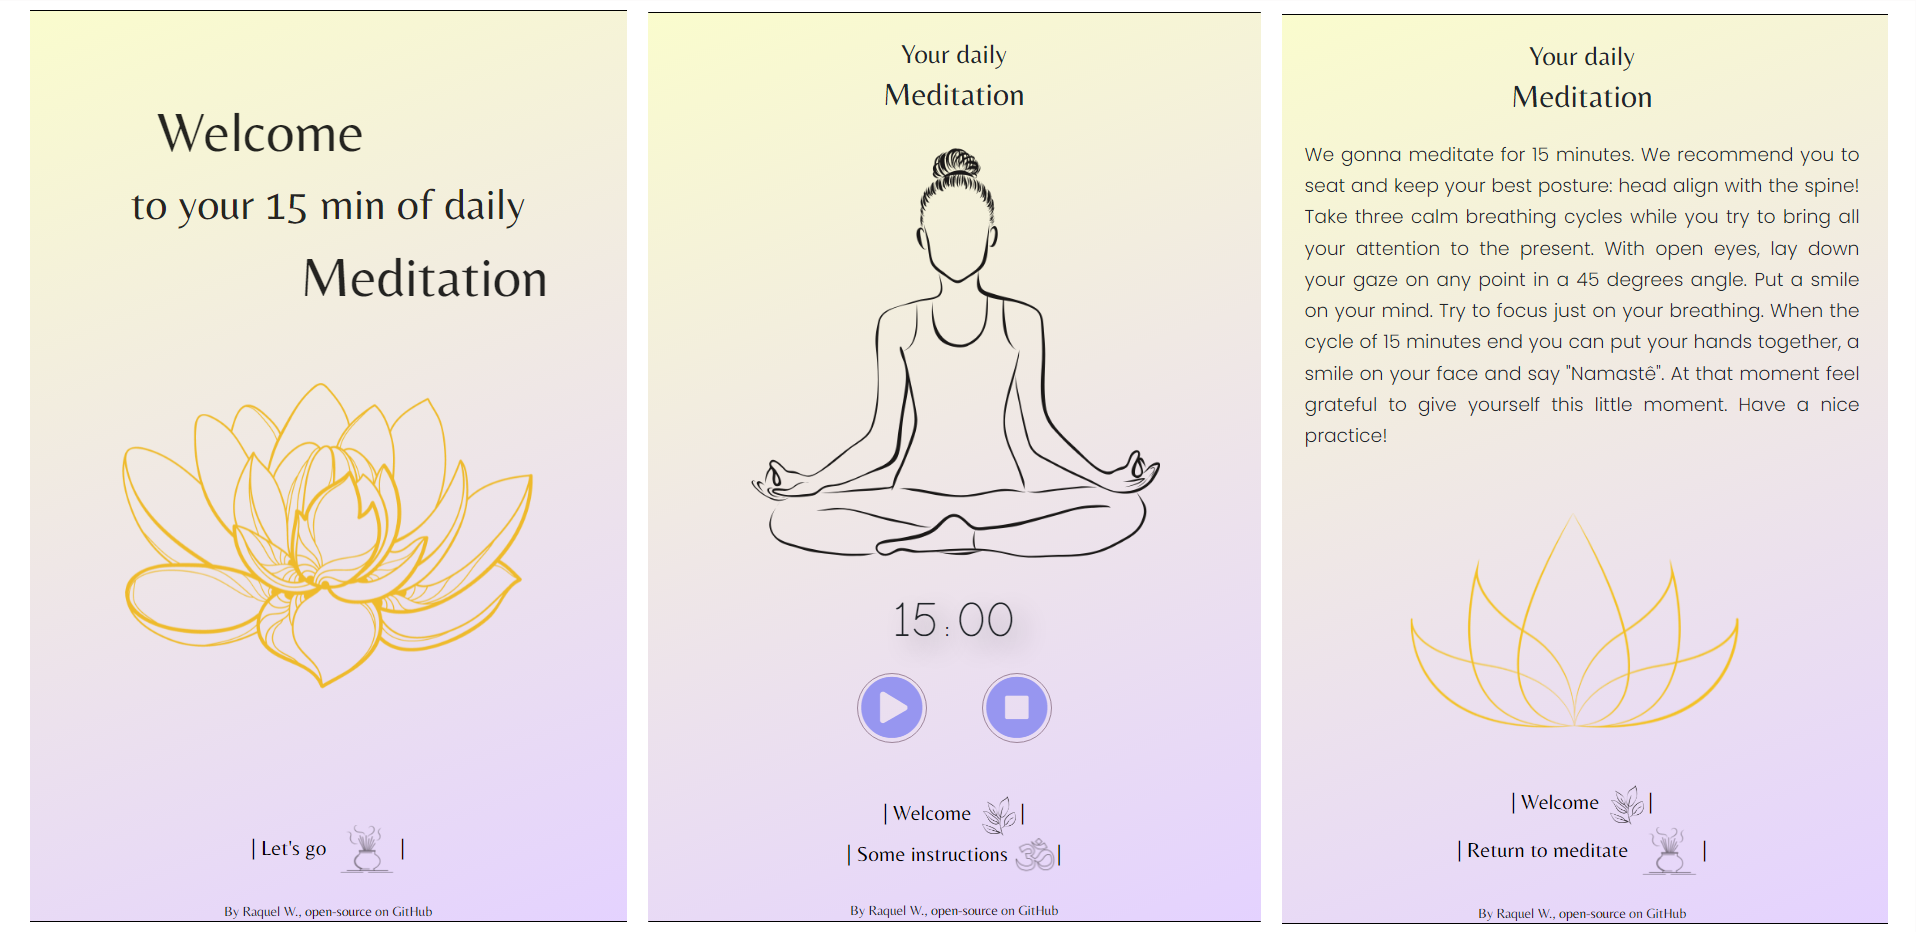 Welcome
to your 15 min of daily
Meditation
| Let's go |
By Raquel W., open-source on GitHub
Your daily
Meditation
15:00
| Welcome |
| Some instructions |
By Raquel W., open-source on GitHub
Your daily
Meditation
We gonna meditate for 15 minutes. We recommend you to
seat and keep your best posture: head align with the spine!
Take three calm breathing cycles while you try to bring all
your attention to the present. With open eyes, lay down
your gaze on any point in a 45 degrees angle. Put a smile
on your mind. Try to focus just on your breathing. When the
cycle of 15 minutes end you can put your hands together, a
smile on your face and say "Namastê". At that moment feel
grateful to give yourself this little moment. Have a nice
practice!
| Welcome |
| Return to meditate |
By Raquel W., open-source on GitHub